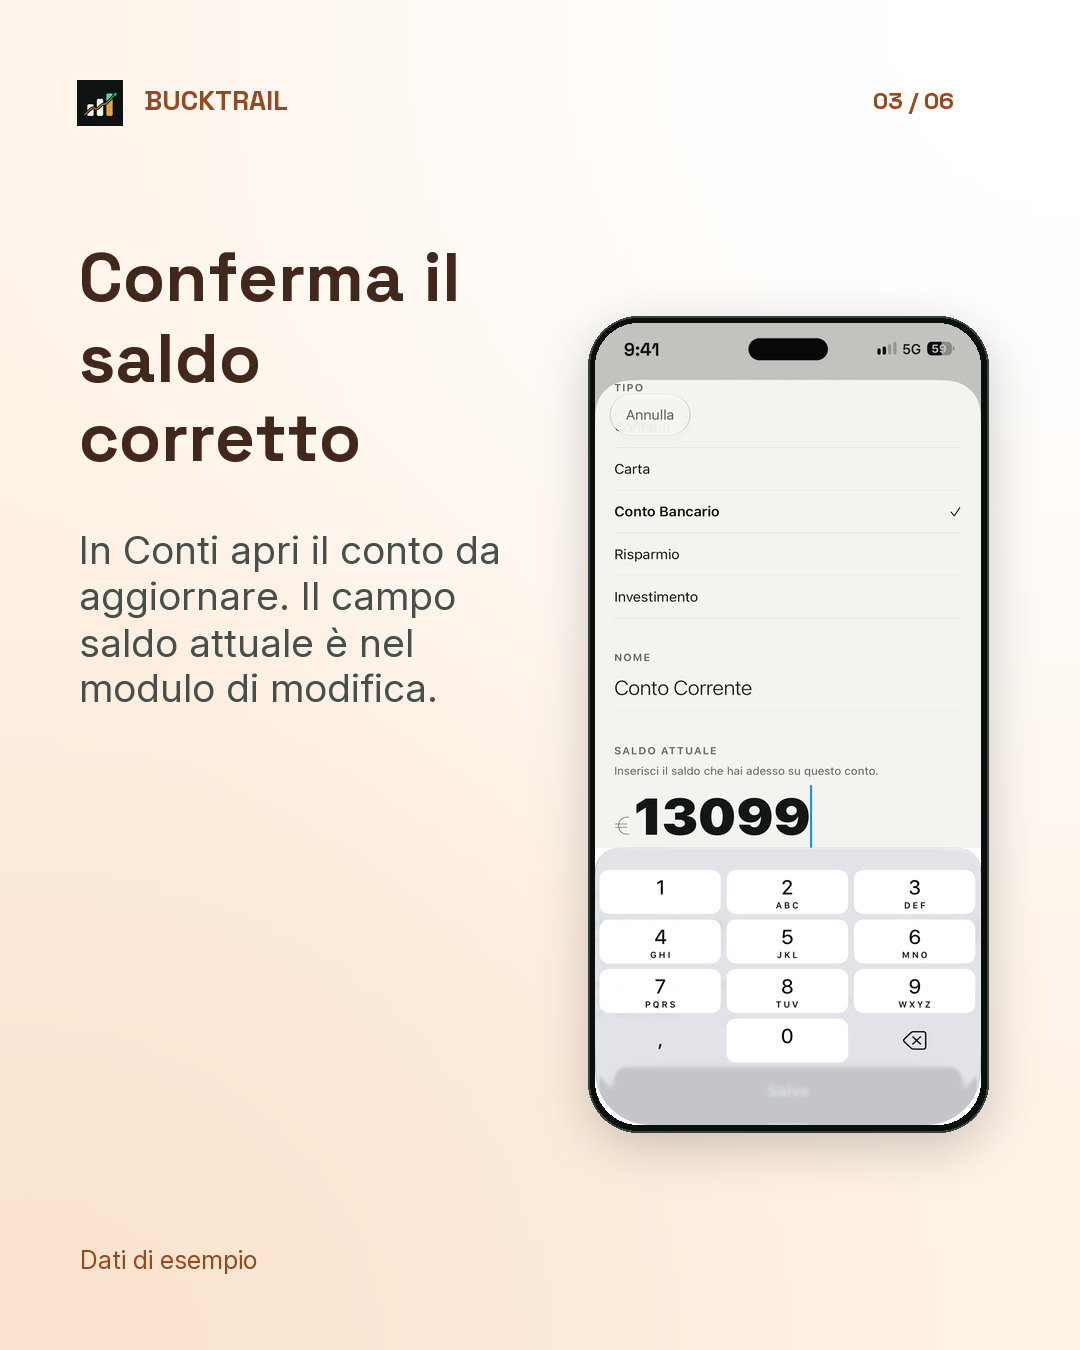 BUCKTRAIL
03 / 06
Conferma il
saldo
corretto
In Conti apri il conto da
aggiornare. Il campo
saldo attuale è nel
modulo di modifica.
9:41
5G 59
TIPO
Annulla
Carta
Conto Bancario
Risparmio
Investimento
NOME
Conto Corrente
SALDO ATTUALE
Inserisci il saldo che hai adesso su questo conto.
€13099
1
2 ABC
3 DEF
4 GHI
5 JKL
6 MNO
7 PQRS
8 TUV
9 WXYZ
,
0
Salva
Dati di esempio